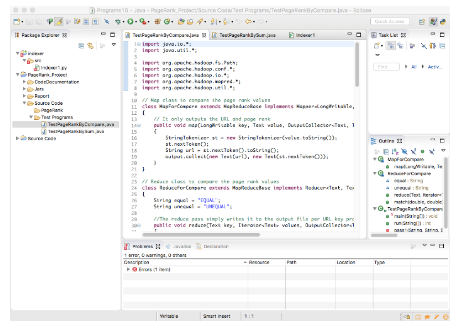 Programs10 - Java - PageRank_Project/Source Code/Test Programs/TestPageRankByCompare.java - Eclipse
Package Explorer
indexer
src
Indexer1.py
PageRank_Project
CodeDocumentation
Jars
Report
Source Code
PageRank
Test Programs
TestPageRankByCompare.java
TestPageRankBySum.java
Source Code
TestPageRankByCompare.java
TestPageRankBySum.java
indexer1
import java.io.*;
import java.util.*;
import org.apache.hadoop.fs.Path;
import org.apache.hadoop.conf.*;
import org.apache.hadoop.io.*;
import org.apache.hadoop.mapred.*;
import org.apache.hadoop.util.*;
// Map class to compare the page rank values
class MapForCompare extends MapReduceBase implements Mapper<LongWritable,
{
// It only outputs the URL and page rank
public void map(LongWritable key, Text value, OutputCollector<Text, T
{
StringTokenizer st = new StringTokenizer(value.toString());
st.nextToken();
String url = st.nextToken().toString();
output.collect(new Text(url), new Text(st.nextToken()));
}
}
// Reduce class to compare the page rank values
class ReduceForCompare extends MapReduceBase implements Reducer<Text, Tex
{
String equal = "EQUAL";
String unequal = "UNEQUAL";
//The reduce pass simply writes it to the output file per URL key pro
public void reduce(Text key, Iterator<Text> values, OutputCollector<T
{
Task List
Find
All
Activ...
Outline
MapForCompare
map(LongWritable, Te
ReduceForCompare
equal : String
unequal : String
reduce(Text, Iterator<
match(double, double
TestPageRankByCompare
main(String[]) : void
run(String[]) : int
Problems
Javadoc
Declaration
1 error, 0 warnings, 0 others
Description
Resource
Path
Location
Type
Errors (1 item)
Writable
Smart Insert
1 : 1